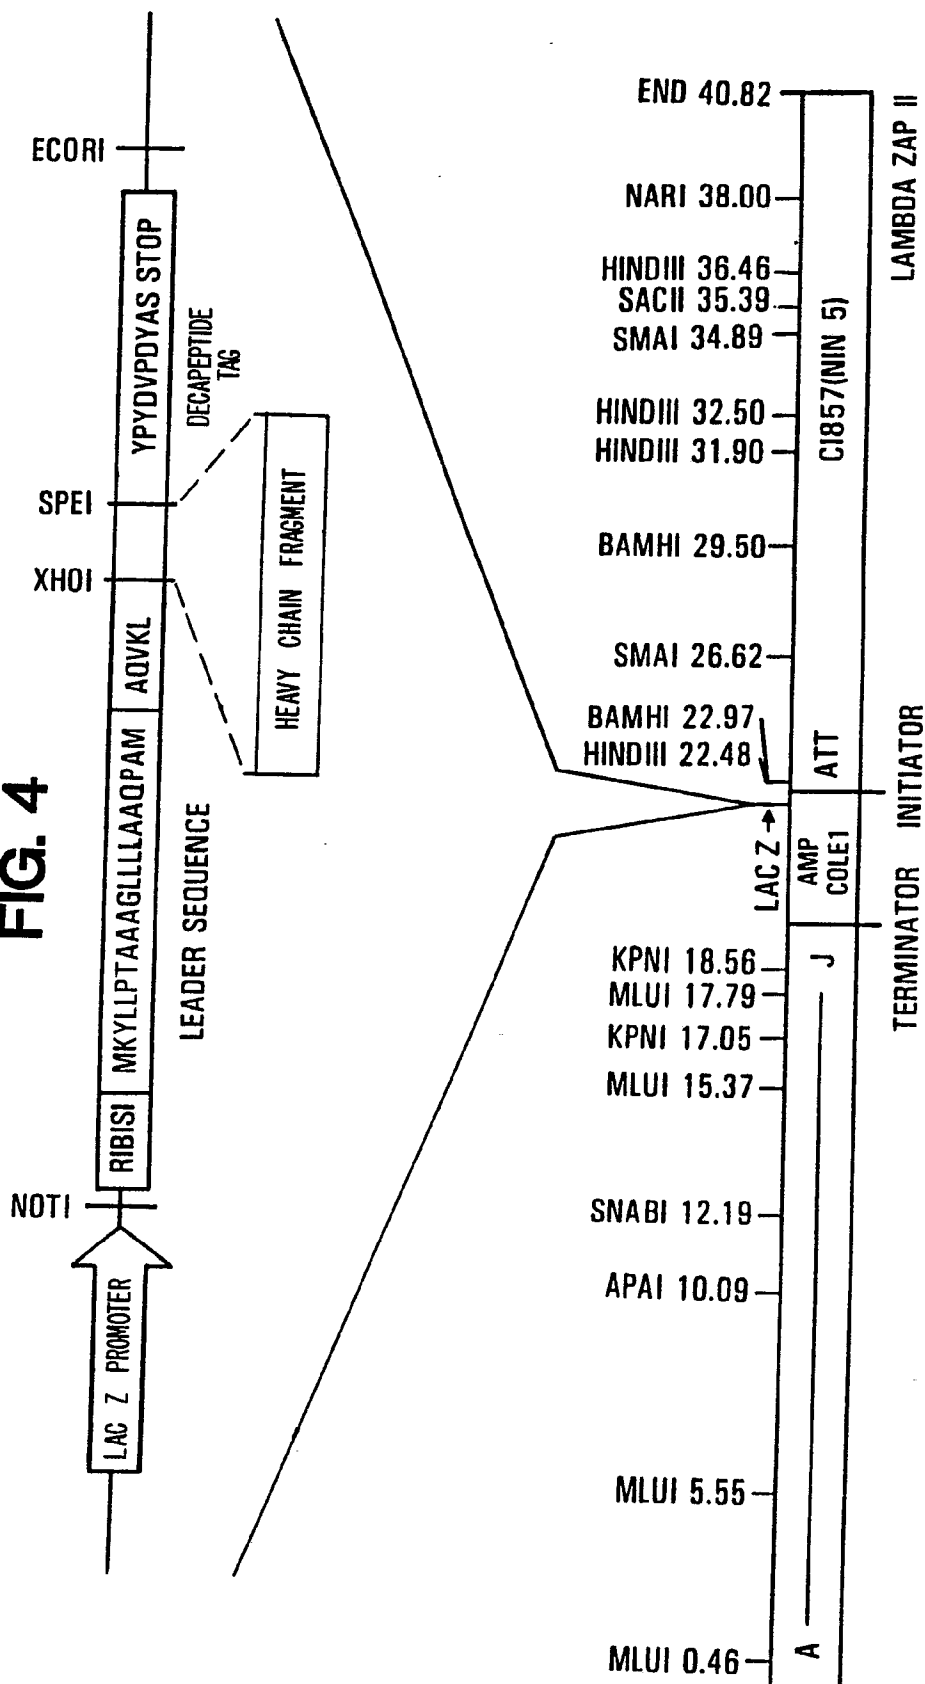 FIG. 4
ECORI
YPYDVPDYAS STOP
DECAPEPTIDE
TAG
SPEI
XHOI
HEAVY CHAIN FRAGMENT
AQVKL
MKYLLPTAAAGLLLLAAQPAM
LEADER SEQUENCE
RIBISI
NOTI
LAC Z PROMOTER
END 40.82
NARI 38.00
HINDIII 36.46
SACII 35.39
SMAI 34.89
HINDIII 32.50
HINDIII 31.90
BAMHI 29.50
SMAI 26.62
BAMHI 22.97
HINDIII 22.48
LAC Z
KPNI 18.56
MLUI 17.79
KPNI 17.05
MLUI 15.37
SNABI 12.19
APAI 10.09
MLUI 5.55
MLUI 0.46
CI857(NIN 5)
ATT
AMP
COLE1
J
A
LAMBDA ZAP II
INITIATOR
TERMINATOR